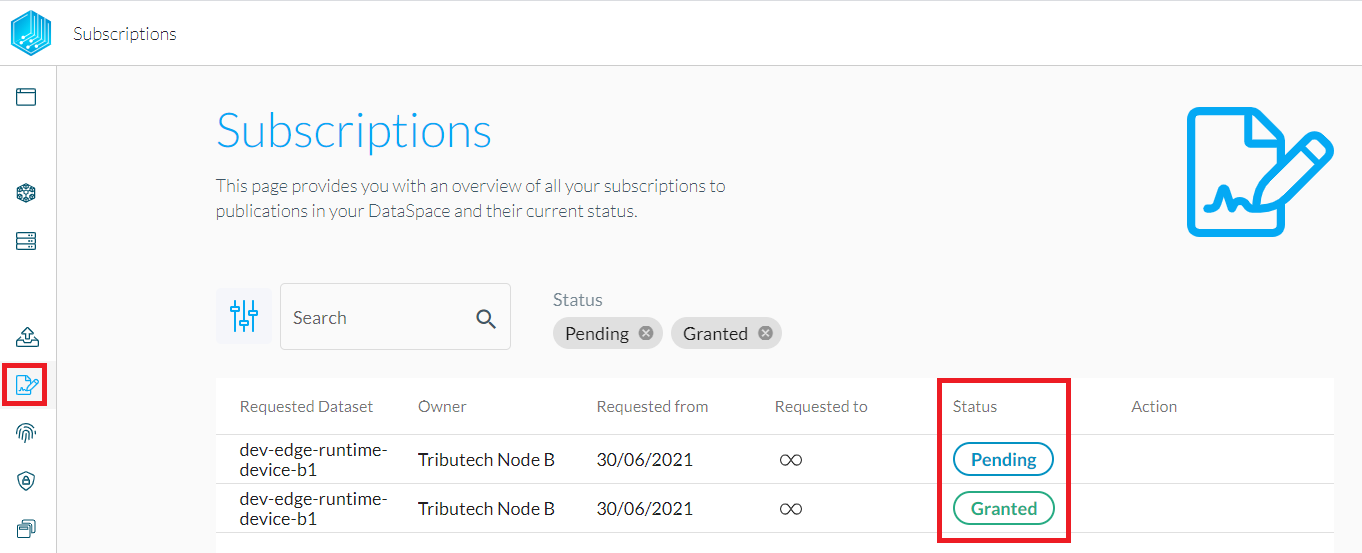 Subscriptions
Subscriptions
This page provides you with an overview of all your subscriptions to
publications in your DataSpace and their current status.
Search
Status
Pending
Granted
Requested Dataset Owner Requested from Requested to Status Action
dev-edge-runtime-
device-b1
Tributech Node B 30/06/2021 ∞ Pending
dev-edge-runtime-
device-b1
Tributech Node B 30/06/2021 ∞ Granted